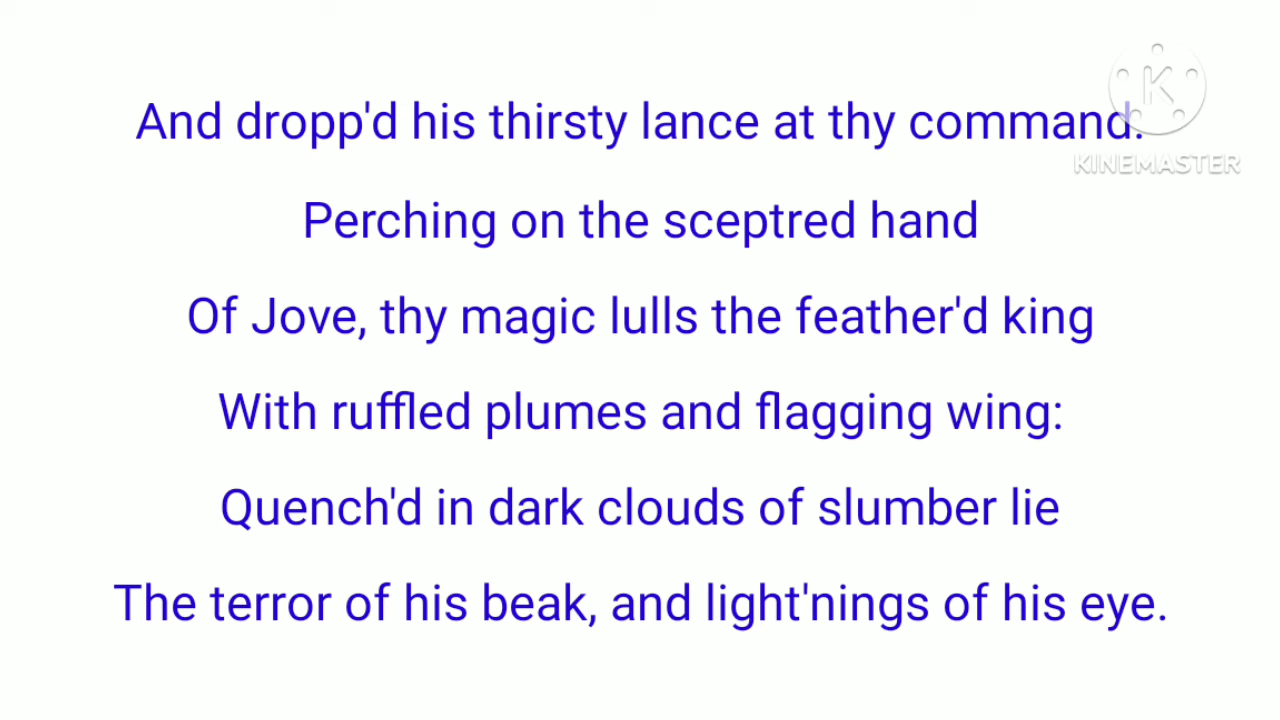 And dropp'd his thirsty lance at thy command.
KINEMASTER
Perching on the sceptred hand
Of Jove, thy magic lulls the feather'd king
With ruffled plumes and flagging wing:
Quench'd in dark clouds of slumber lie
The terror of his beak, and light'nings of his eye.